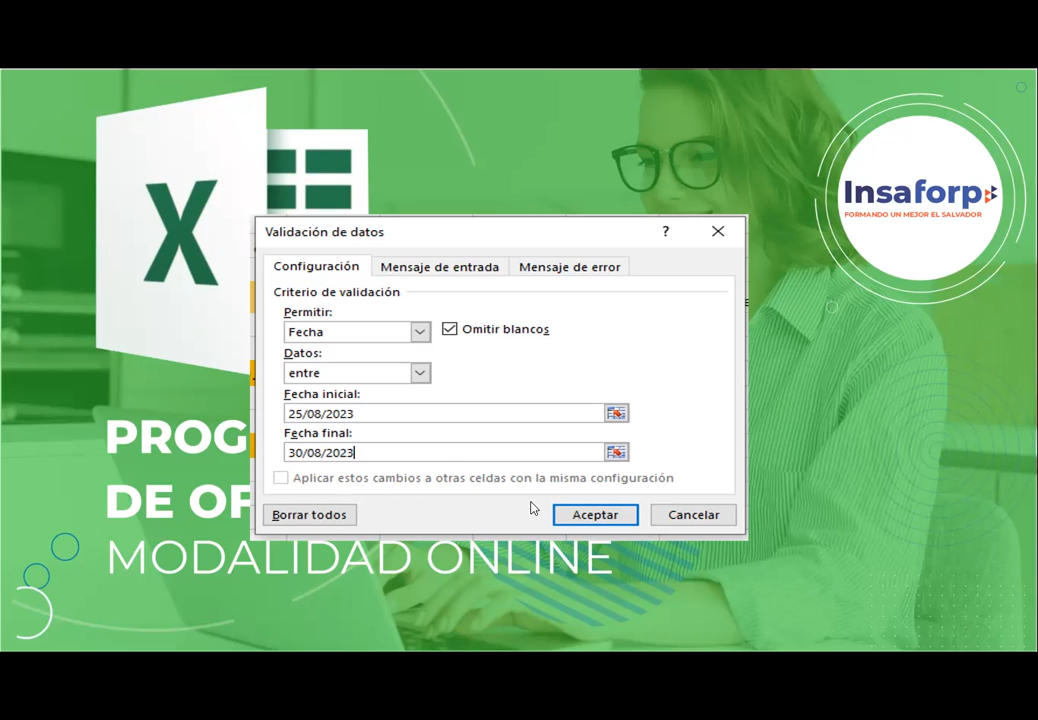 X
Insaforp
FORMANDO UN MEJOR EL SALVADOR
Validación de datos
?
Configuración
Mensaje de entrada
Mensaje de error
Criterio de validación
Permitir:
Fecha
Omitir blancos
Datos:
entre
Fecha inicial:
25/08/2023
Fecha final:
30/08/2023
Aplicar estos cambios a otras celdas con la misma configuración
Borrar todos
Aceptar
Cancelar
PROG
DE OF
MODALIDAD ONLINE